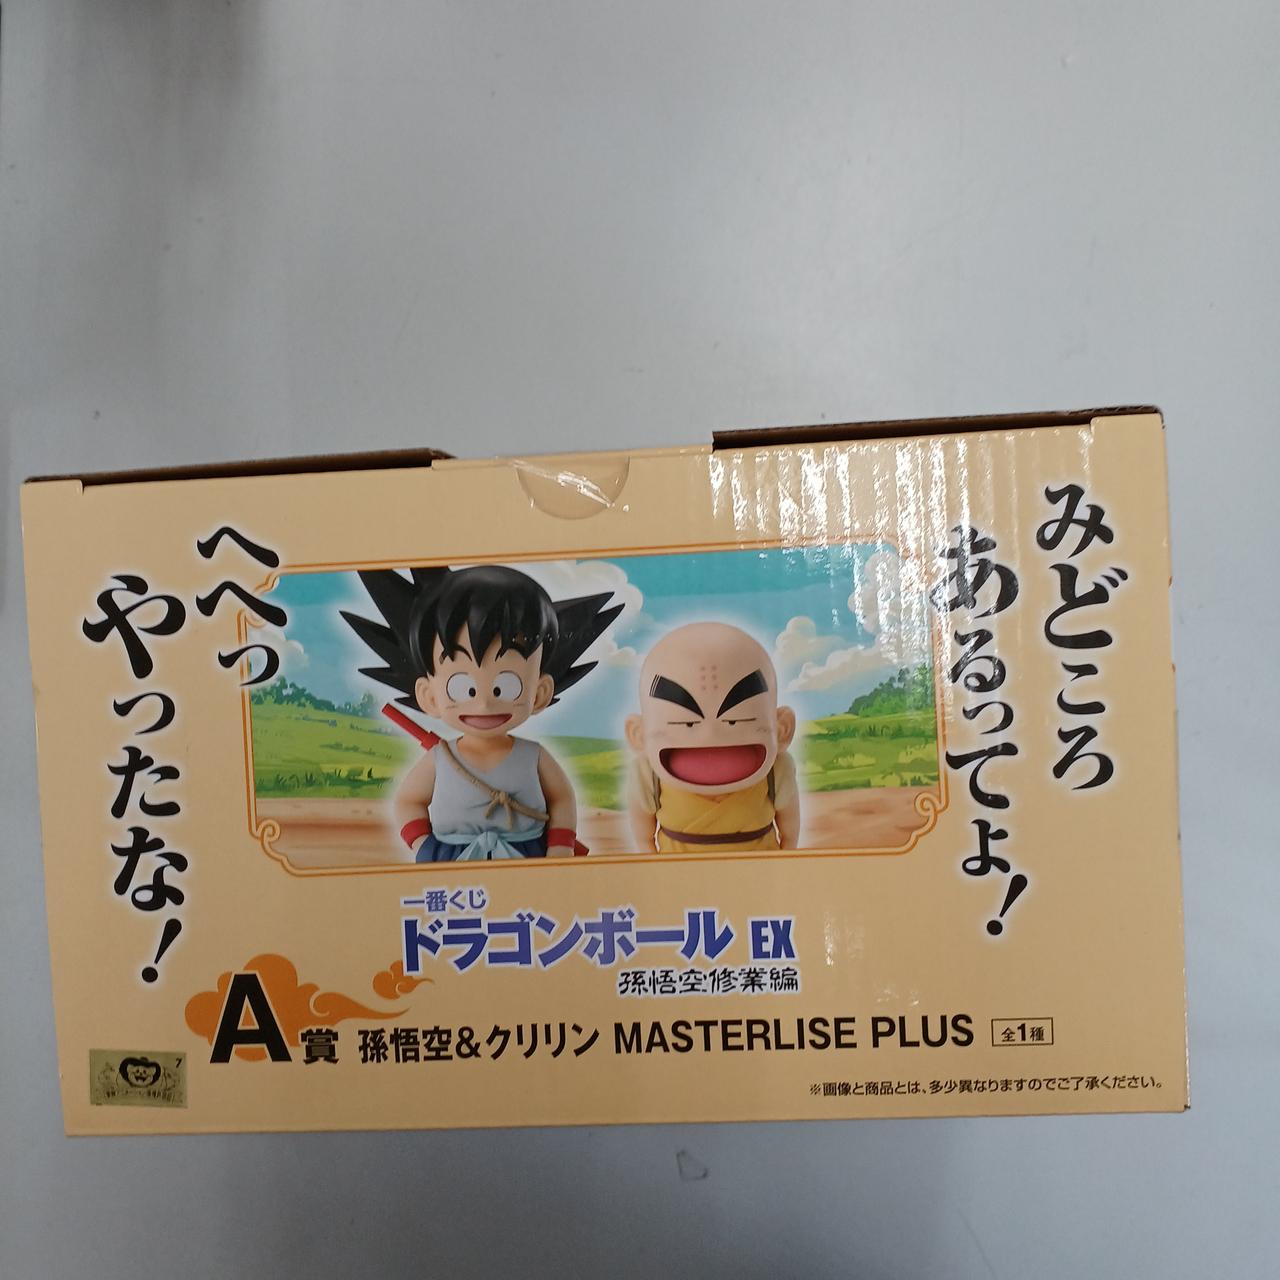 みどころ
あるってよ!
へへっ
やったな!
一番くじ
ドラゴンボール EX
孫悟空修業編
A賞 孫悟空&クリリン MASTERLISE PLUS 全1種
※画像と商品とは、多少異なりますのでご了承ください。
7